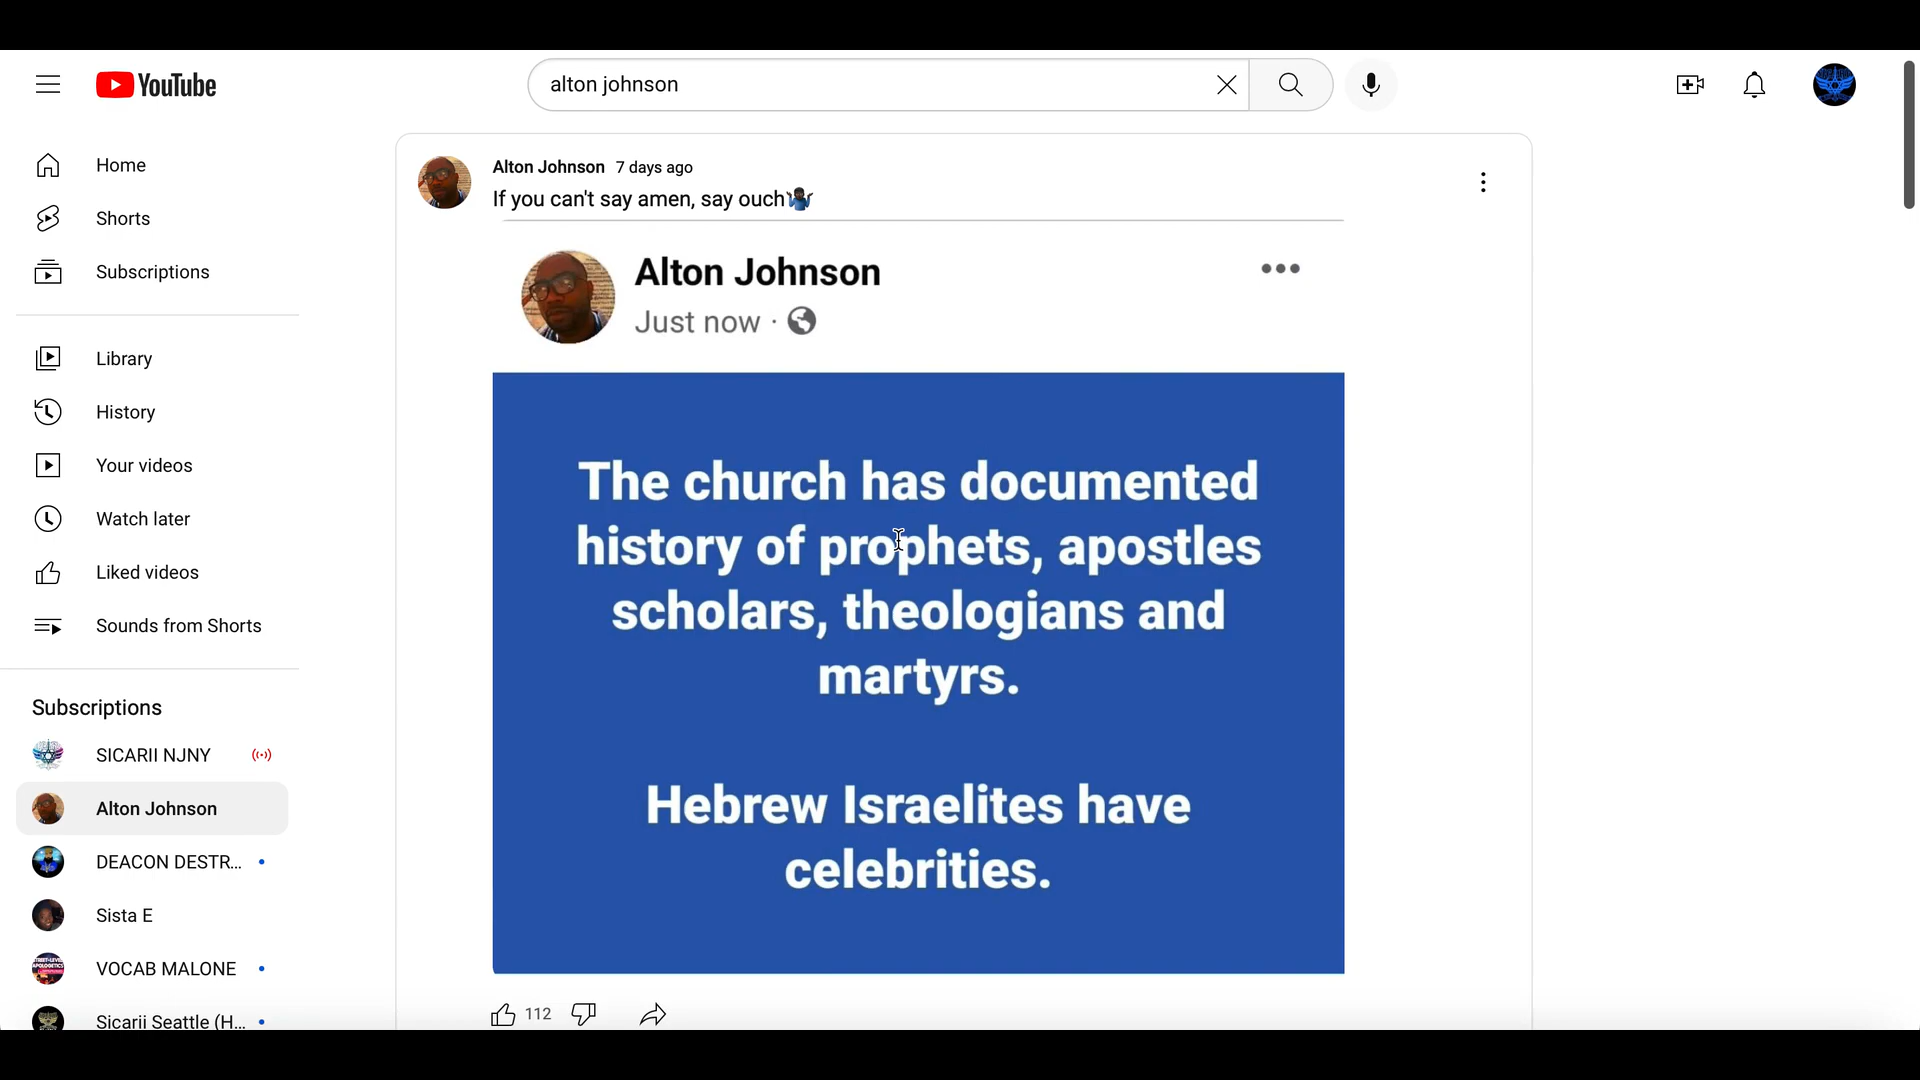 YouTube
alton johnson
Home
Shorts
Subscriptions
Library
History
Your videos
Watch later
Liked videos
Sounds from Shorts
Subscriptions
SICARII NJNY
Alton Johnson
DEACON DESTR...
Sista E
VOCAB MALONE
Sicarii Seattle (H...
Alton Johnson 7 days ago
If you can't say amen, say ouch🤷🏿‍♂️
Alton Johnson
Just now ·
The church has documented
history of prophets, apostles
scholars, theologians and
martyrs.
Hebrew Israelites have
celebrities.
112